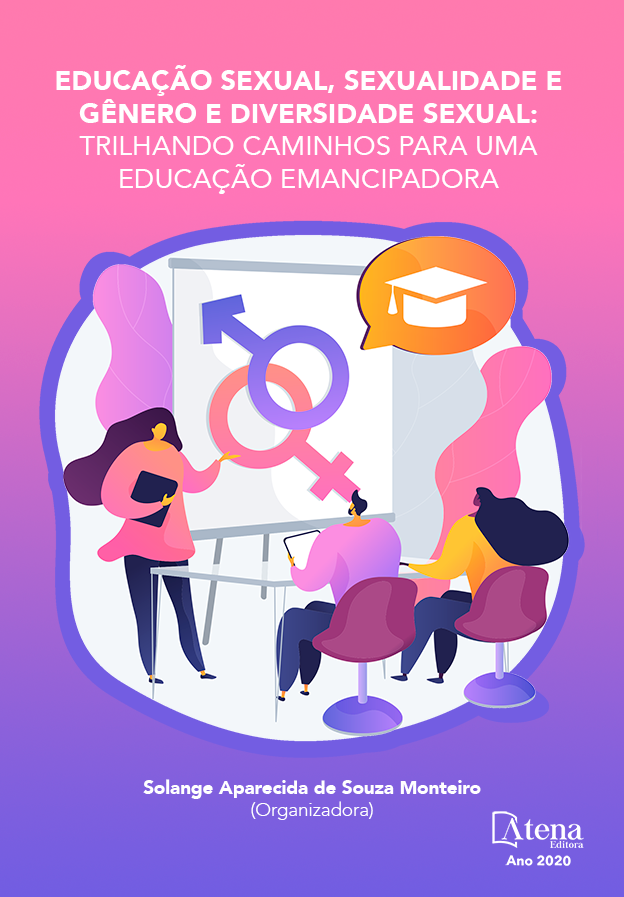 EDUCAÇÃO SEXUAL, SEXUALIDADE E
GÊNERO E DIVERSIDADE SEXUAL:
TRILHANDO CAMINHOS PARA UMA
EDUCAÇÃO EMANCIPADORA
Solange Aparecida de Souza Monteiro
(Organizadora)
Atena
Editora
Ano 2020